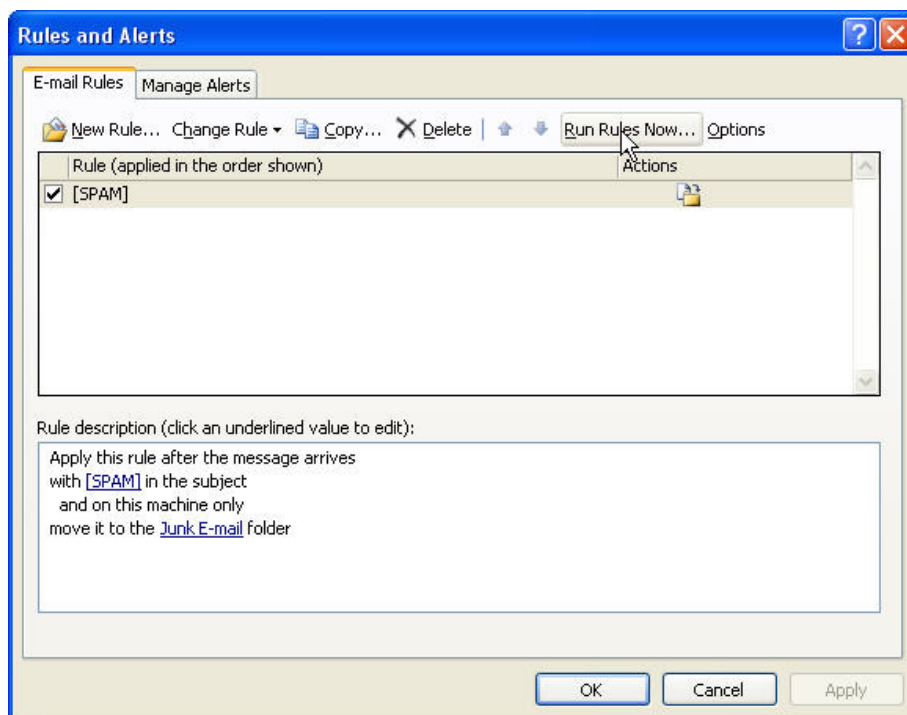 Rules and Alerts
E-mail Rules Manage Alerts
New Rule... Change Rule Copy... Delete Run Rules Now... Options
Rule (applied in the order shown) Actions
[SPAM]
Rule description (click an underlined value to edit):
Apply this rule after the message arrives
with [SPAM] in the subject
and on this machine only
move it to the Junk E-mail folder
OK Cancel Apply